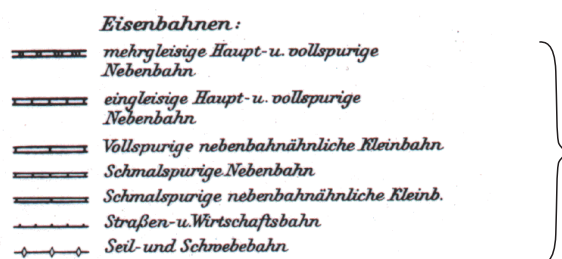 Eisenbahnen:
mehrgleisige Haupt-u. vollspurige
Nebenbahn
eingleisige Haupt-u. vollspurige
Nebenbahn
Vollspurige nebenbahnähnliche Kleinbahn
Schmalspurige Nebenbahn
Schmalspurige nebenbahnähnliche Kleinb.
Straßen-u.Wirtschaftsbahn
Seil-und Schwebebahn